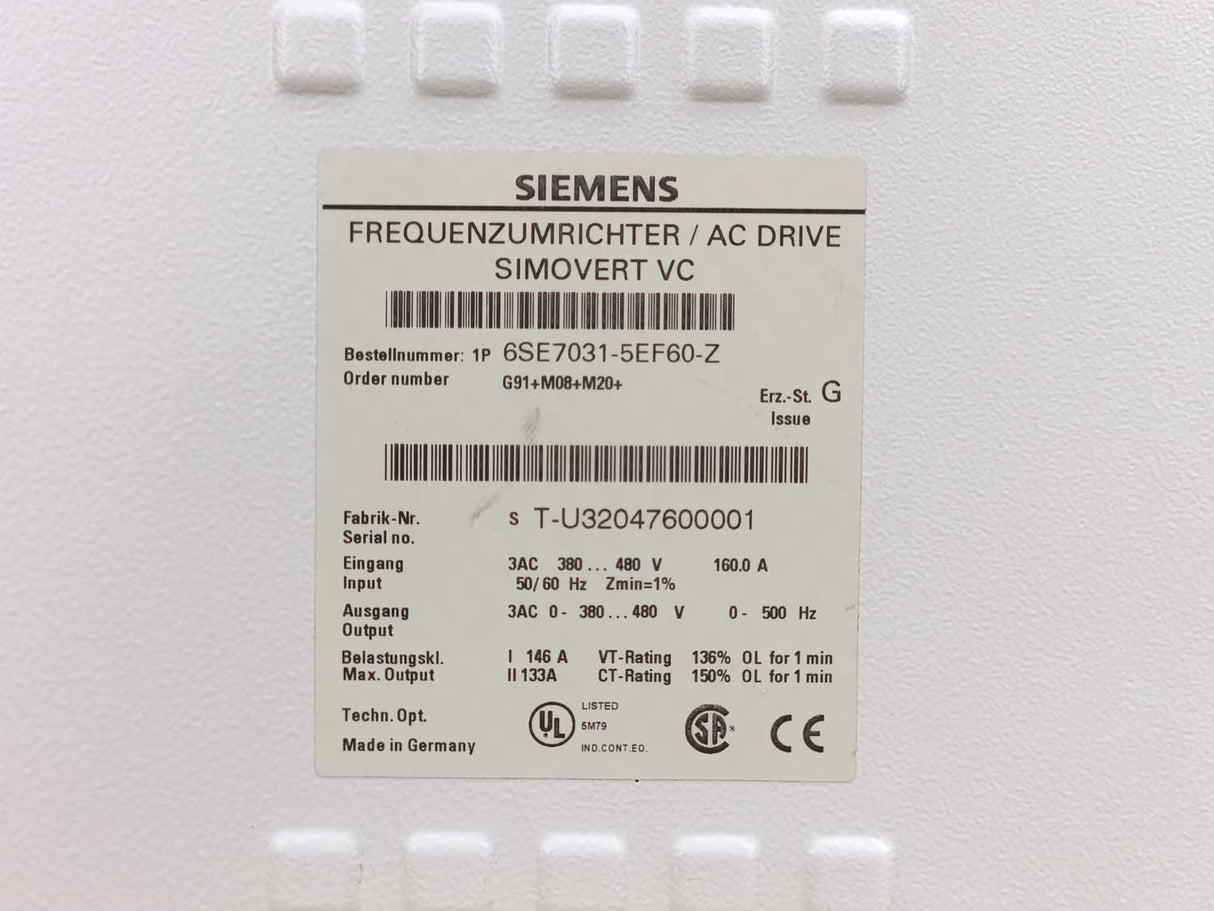 SIEMENS
FREQUENZUMRICHTER / AC DRIVE
SIMOVERT VC
Bestellnummer: 1P 6SE7031-5EF60-Z
Order number G91+M08+M20+
Erz.-St. G
Issue
Fabrik-Nr. S T-U32047600001
Serial no.
Eingang 3AC 380... 480 V 160.0 A
Input 50/60 Hz Zmin=1%
Ausgang 3AC 0- 380...480 V 0- 500 Hz
Output
Belastungskl. I 146 A VT-Rating 136% OL for 1 min
Max. Output II 133A CT-Rating 150% OL for 1 min
Techn. Opt.
Made in Germany
UL LISTED
5M79
IND.CONT.EQ.
SA
CE